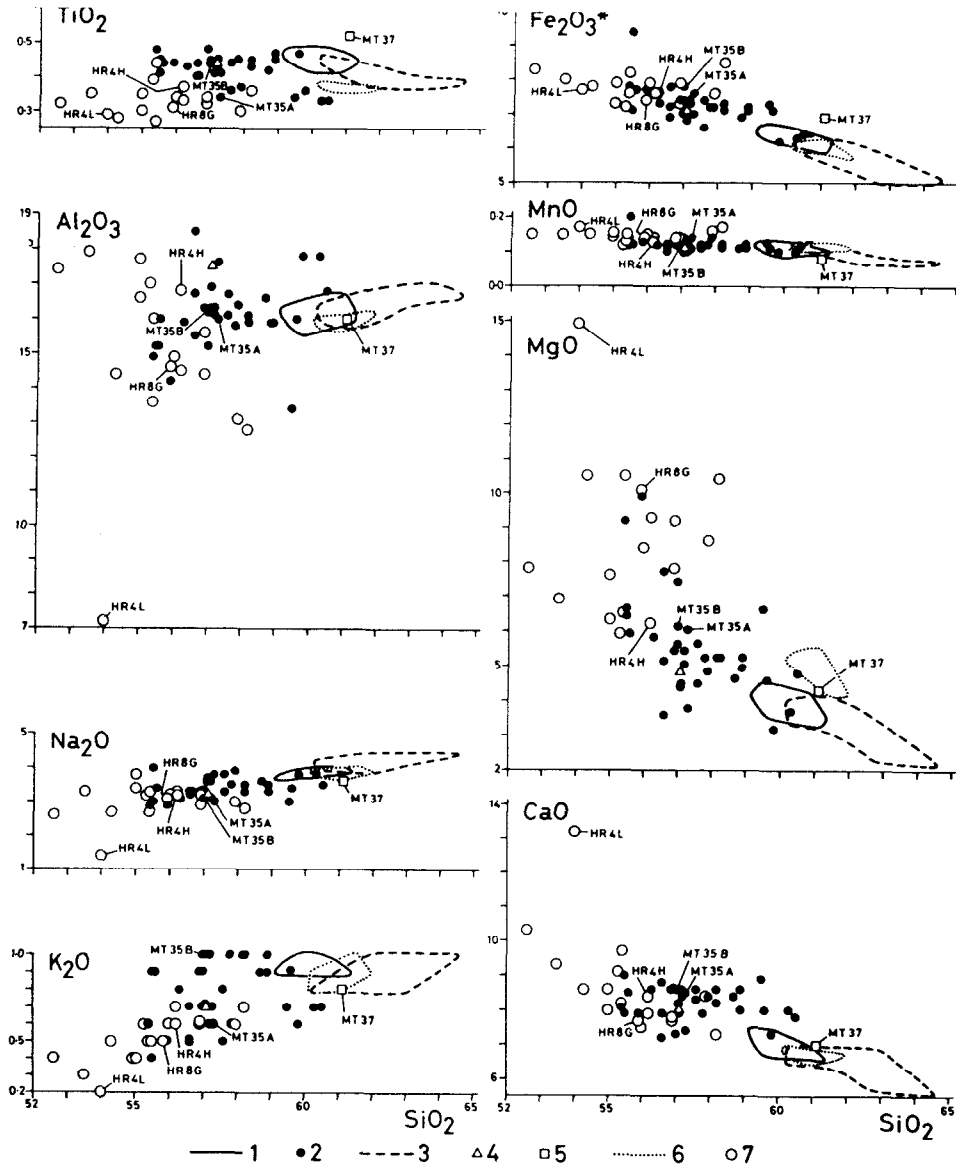 TiO2
0.5
0.3
MT37
HR4H
MT35B
HR4L
HR8G
MT35A
Al2O3
19
15
10
7
HR4H
MT35B
MT35A
HR8G
MT37
HR4L
Na2O
5
1
HR8G
HR4H
MT35A
MT35B
HR4L
MT37
K2O
1·0
0·5
0·2
MT35B
MT35A
HR4H
HR8G
HR4L
MT37
52
55
60
65
SiO2
Fe2O3*
5
HR4L
HR8G
MT35B
MT35A
MT37
MnO
0·2
0·0
HR4L
HR8G
MT35A
HR4H
MT35B
MT37
MgO
15
10
5
2
HR4L
HR8G
MT35B
MT35A
HR4H
MT37
CaO
14
10
6
HR4L
HR4H
MT35B
MT35A
HR8G
MT37
52
55
60
65
SiO2
1 2 3 4 5 6 7